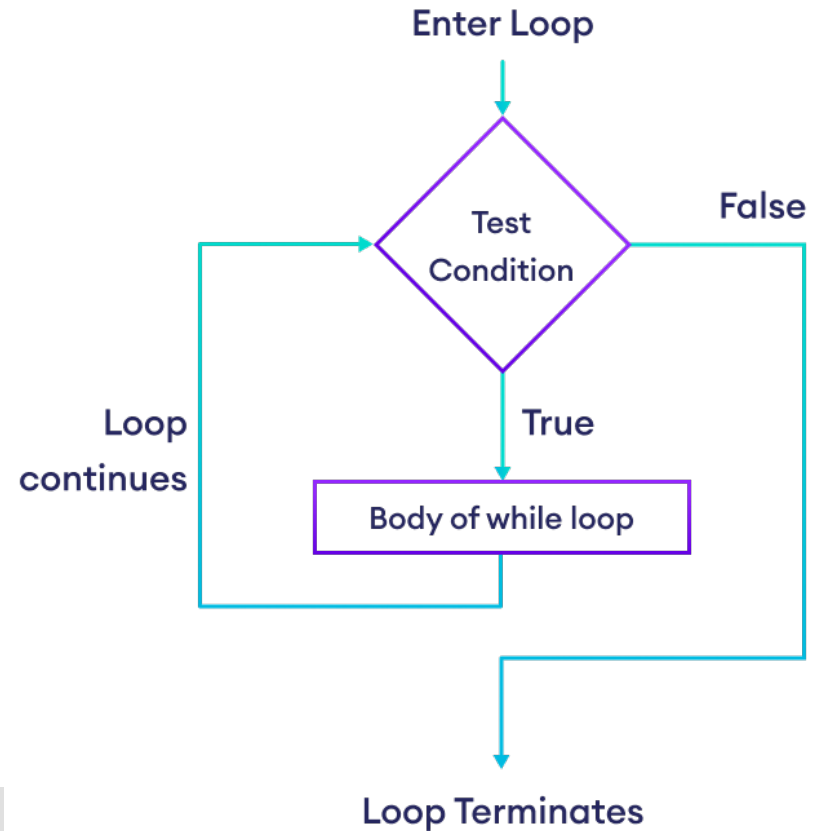 Enter Loop
Test
Condition
False
True
Loop
continues
Body of while loop
Loop Terminates